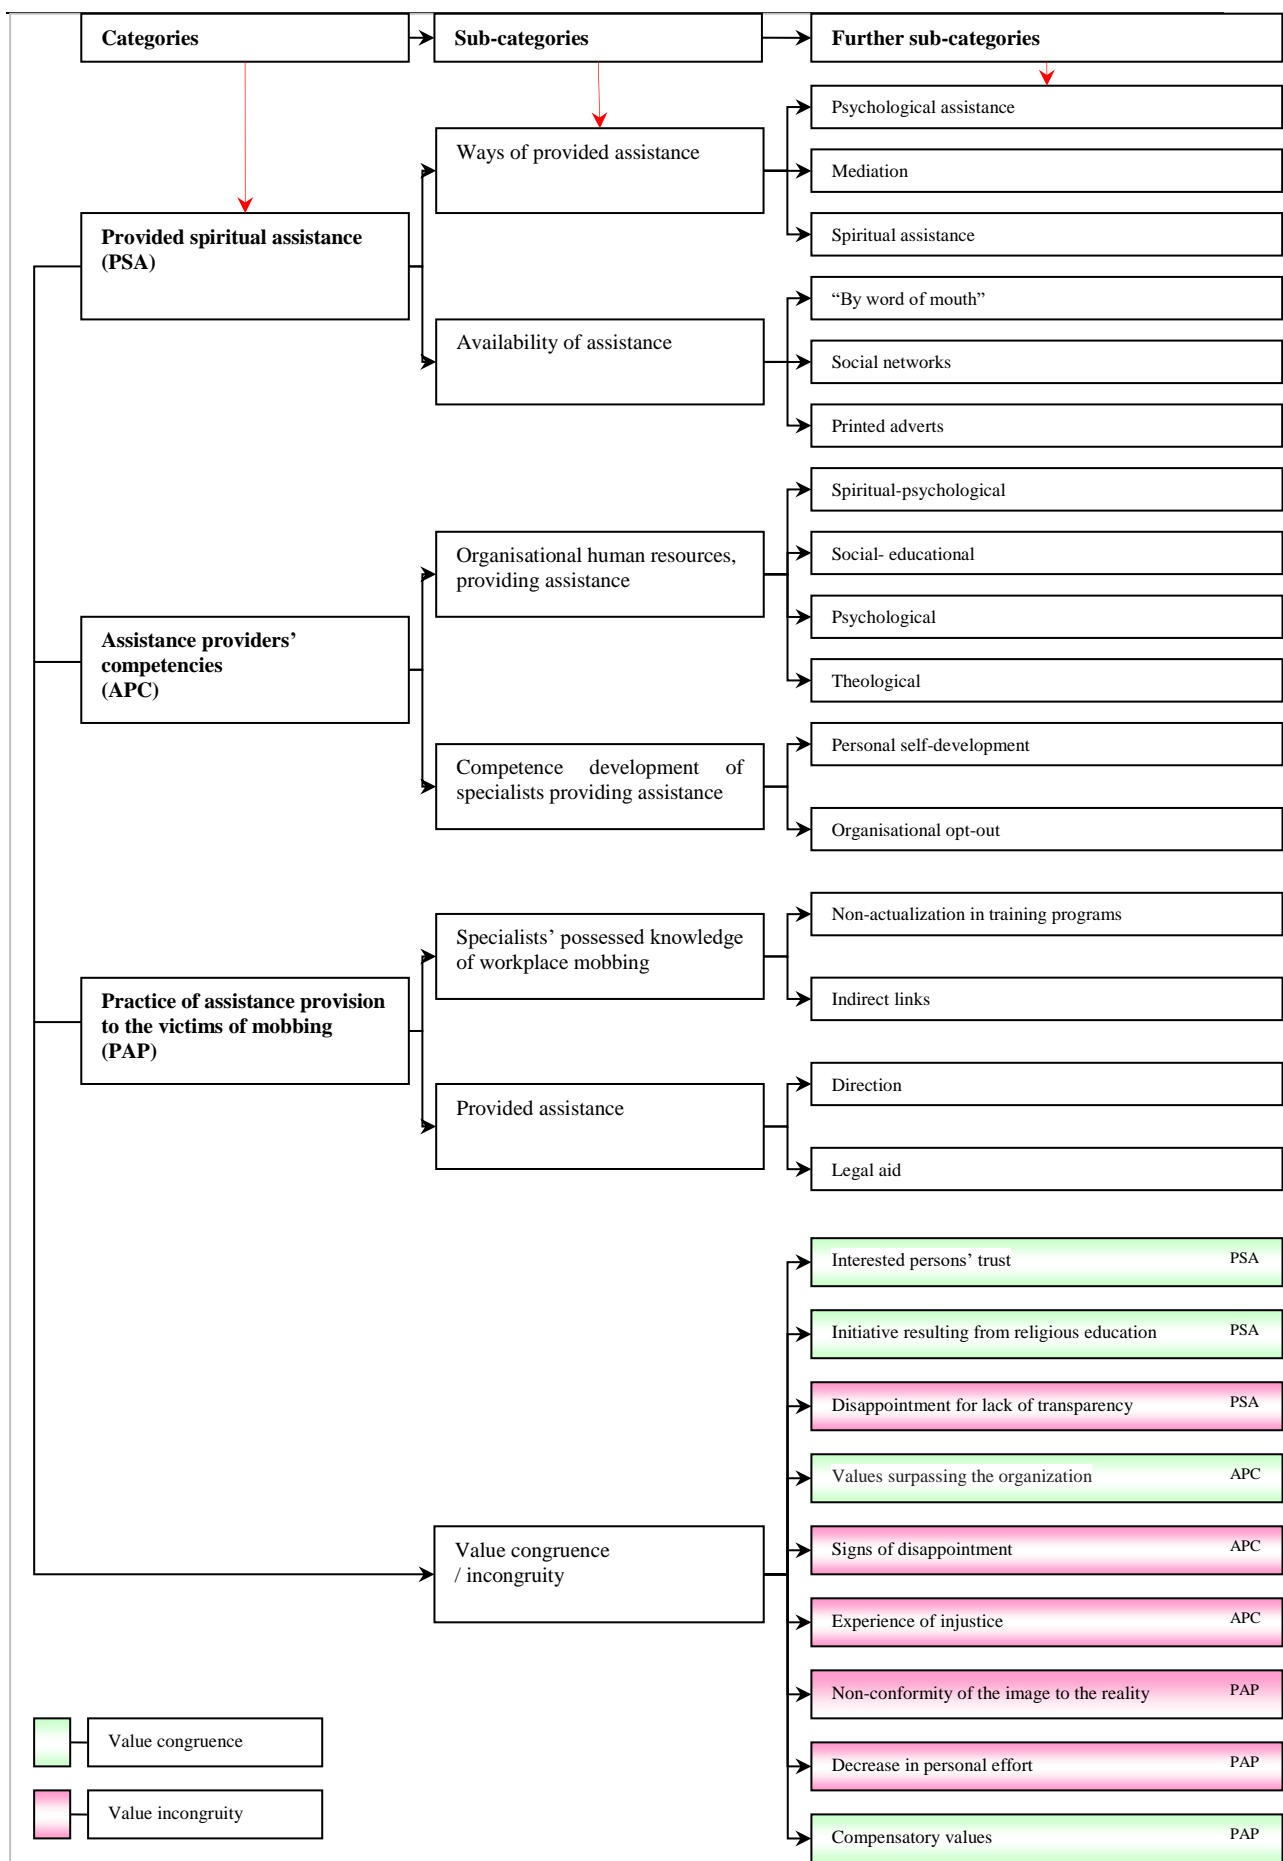 Categories
Sub-categories
Further sub-categories
Psychological assistance
Ways of provided assistance
Mediation
Spiritual assistance
Provided spiritual assistance
(PSA)
“By word of mouth”
Availability of assistance
Social networks
Printed adverts
Spiritual-psychological
Organisational human resources,
providing assistance
Social- educational
Psychological
Assistance providers’
competencies
(APC)
Theological
Personal self-development
Competence development of
specialists providing assistance
Organisational opt-out
Non-actualization in training programs
Specialists’ possessed knowledge
of workplace mobbing
Indirect links
Practice of assistance provision
to the victims of mobbing
(PAP)
Direction
Provided assistance
Legal aid
Interested persons’ trust PSA
Initiative resulting from religious education PSA
Disappointment for lack of transparency PSA
Values surpassing the organization APC
Value congruence
/ incongruity
Signs of disappointment APC
Experience of injustice APC
Non-conformity of the image to the reality PAP
Decrease in personal effort PAP
Compensatory values PAP
Value congruence
Value incongruity